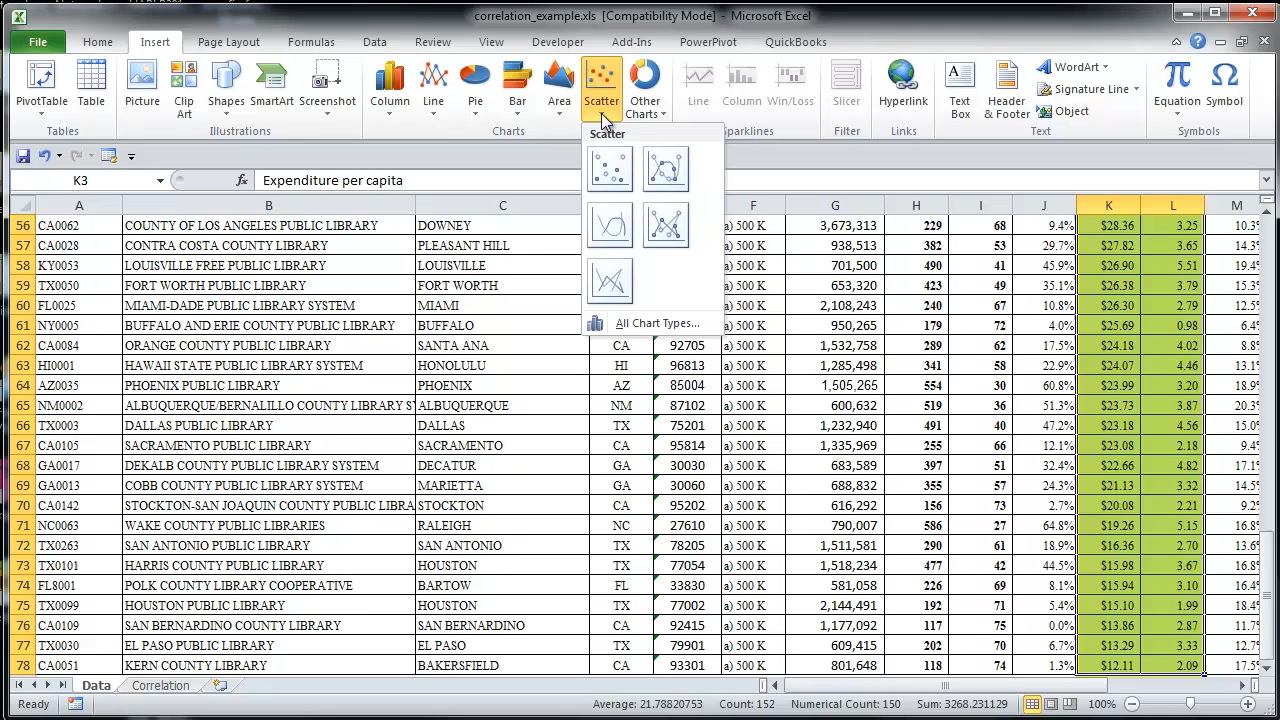 correlation_example.xls [Compatibility Mode] - Microsoft Excel
File Home Insert Page Layout Formulas Data Review View Developer Add-Ins PowerPivot QuickBooks
PivotTable Table Picture Clip Art Shapes SmartArt Screenshot Column Line Pie Bar Area Scatter Other Charts Line Column Win/Loss Slicer Hyperlink Text Box Header & Footer WordArt Signature Line Object Equation Symbol
Tables Illustrations Charts Sparklines Filter Links Text Symbols
Scatter
All Chart Types...
K3 fx Expenditure per capita
A B C F G H I J K L M
56 CA0062 COUNTY OF LOS ANGELES PUBLIC LIBRARY DOWNEY a) 500 K 3,673,313 229 68 9.4% $28.36 3.25 10.3%
57 CA0028 CONTRA COSTA COUNTY LIBRARY PLEASANT HILL a) 500 K 938,513 382 53 29.7% $27.82 3.65 14.3%
58 KY0053 LOUISVILLE FREE PUBLIC LIBRARY LOUISVILLE a) 500 K 701,500 490 41 45.9% $26.90 5.51 19.4%
59 TX0050 FORT WORTH PUBLIC LIBRARY FORT WORTH a) 500 K 653,320 423 49 35.1% $26.38 3.79 15.3%
60 FL0025 MIAMI-DADE PUBLIC LIBRARY SYSTEM MIAMI a) 500 K 2,108,243 240 67 10.8% $26.30 2.79 12.5%
61 NY0005 BUFFALO AND ERIE COUNTY PUBLIC LIBRARY BUFFALO a) 500 K 950,265 179 72 4.0% $25.69 0.98 6.4%
62 CA0084 ORANGE COUNTY PUBLIC LIBRARY SANTA ANA CA 92705 a) 500 K 1,532,758 289 62 17.5% $24.18 4.02 8.8%
63 HI0001 HAWAII STATE PUBLIC LIBRARY SYSTEM HONOLULU HI 96813 a) 500 K 1,285,498 341 58 22.9% $24.07 4.46 13.1%
64 AZ0035 PHOENIX PUBLIC LIBRARY PHOENIX AZ 85004 a) 500 K 1,505,265 554 30 60.8% $23.99 3.20 18.9%
65 NM0002 ALBUQUERQUE/BERNALILLO COUNTY LIBRARY SY ALBUQUERQUE NM 87102 a) 500 K 600,632 519 36 51.3% $23.73 3.87 20.3%
66 TX0003 DALLAS PUBLIC LIBRARY DALLAS TX 75201 a) 500 K 1,232,940 491 40 47.2% $23.18 4.56 15.0%
67 CA0105 SACRAMENTO PUBLIC LIBRARY SACRAMENTO CA 95814 a) 500 K 1,335,969 255 66 12.1% $23.08 2.18 9.4%
68 GA0017 DEKALB COUNTY PUBLIC LIBRARY SYSTEM DECATUR GA 30030 a) 500 K 683,589 397 51 32.4% $22.66 4.82 17.1%
69 GA0013 COBB COUNTY PUBLIC LIBRARY SYSTEM MARIETTA GA 30060 a) 500 K 688,832 355 57 24.3% $21.13 3.32 14.5%
70 CA0142 STOCKTON-SAN JOAQUIN COUNTY PUBLIC LIBRA STOCKTON CA 95202 a) 500 K 616,292 156 73 2.7% $20.08 2.21 9.2%
71 NC0063 WAKE COUNTY PUBLIC LIBRARIES RALEIGH NC 27610 a) 500 K 790,007 586 27 64.8% $19.26 5.15 16.8%
72 TX0263 SAN ANTONIO PUBLIC LIBRARY SAN ANTONIO TX 78205 a) 500 K 1,511,581 290 61 18.9% $16.36 2.70 13.6%
73 TX0101 HARRIS COUNTY PUBLIC LIBRARY HOUSTON TX 77054 a) 500 K 1,518,234 477 42 44.5% $15.98 3.67 16.8%
74 FL8001 POLK COUNTY LIBRARY COOPERATIVE BARTOW FL 33830 a) 500 K 581,058 226 69 8.1% $15.94 3.10 16.4%
75 TX0099 HOUSTON PUBLIC LIBRARY HOUSTON TX 77002 a) 500 K 2,144,491 192 71 5.4% $15.10 1.99 18.4%
76 CA0109 SAN BERNARDINO COUNTY LIBRARY SAN BERNARDINO CA 92415 a) 500 K 1,177,092 117 75 0.0% $13.86 2.87 11.7%
77 TX0030 EL PASO PUBLIC LIBRARY EL PASO TX 79901 a) 500 K 609,415 202 70 6.7% $13.29 3.33 12.7%
78 CA0051 KERN COUNTY LIBRARY BAKERSFIELD CA 93301 a) 500 K 801,648 118 74 1.3% $12.11 2.09 17.5%
Data Correlation
Ready Average: 21.78820753 Count: 152 Numerical Count: 150 Sum: 3268.231129 100%